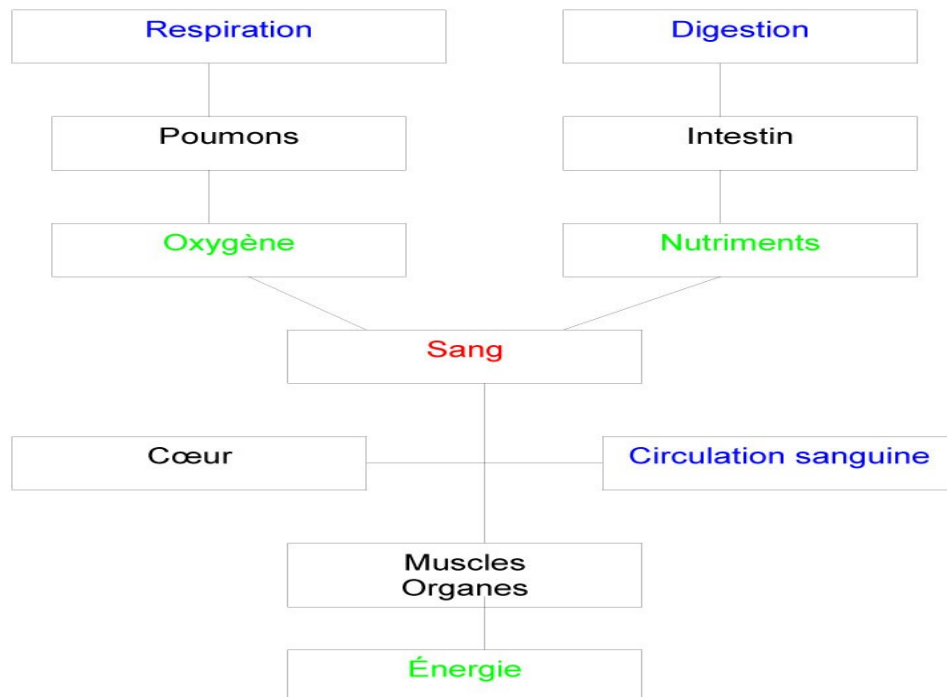 Respiration
Digestion
Poumons
Intestin
Oxygène
Nutriments
Sang
Cœur
Circulation sanguine
Muscles
Organes
Énergie